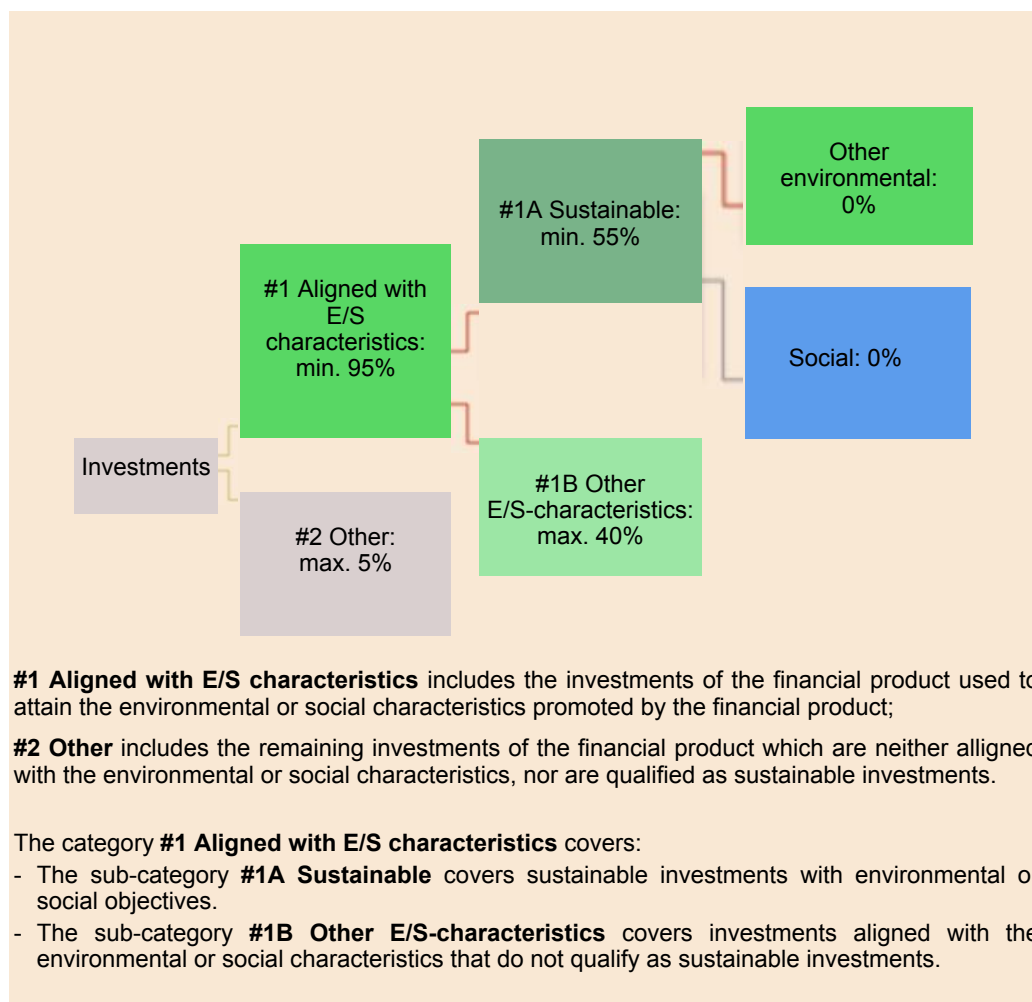 Other
environmental:
0%
#1A Sustainable:
min. 55%
#1 Aligned with
E/S
characteristics:
min. 95%
Social: 0%
Investments
#1B Other
E/S-characteristics:
max. 40%
#2 Other:
max. 5%
#1 Aligned with E/S characteristics includes the investments of the financial product used to
attain the environmental or social characteristics promoted by the financial product;
#2 Other includes the remaining investments of the financial product which are neither alligned
with the environmental or social characteristics, nor are qualified as sustainable investments.
The category #1 Aligned with E/S characteristics covers:
- The sub-category #1A Sustainable covers sustainable investments with environmental or
social objectives.
- The sub-category #1B Other E/S-characteristics covers investments aligned with the
environmental or social characteristics that do not qualify as sustainable investments.